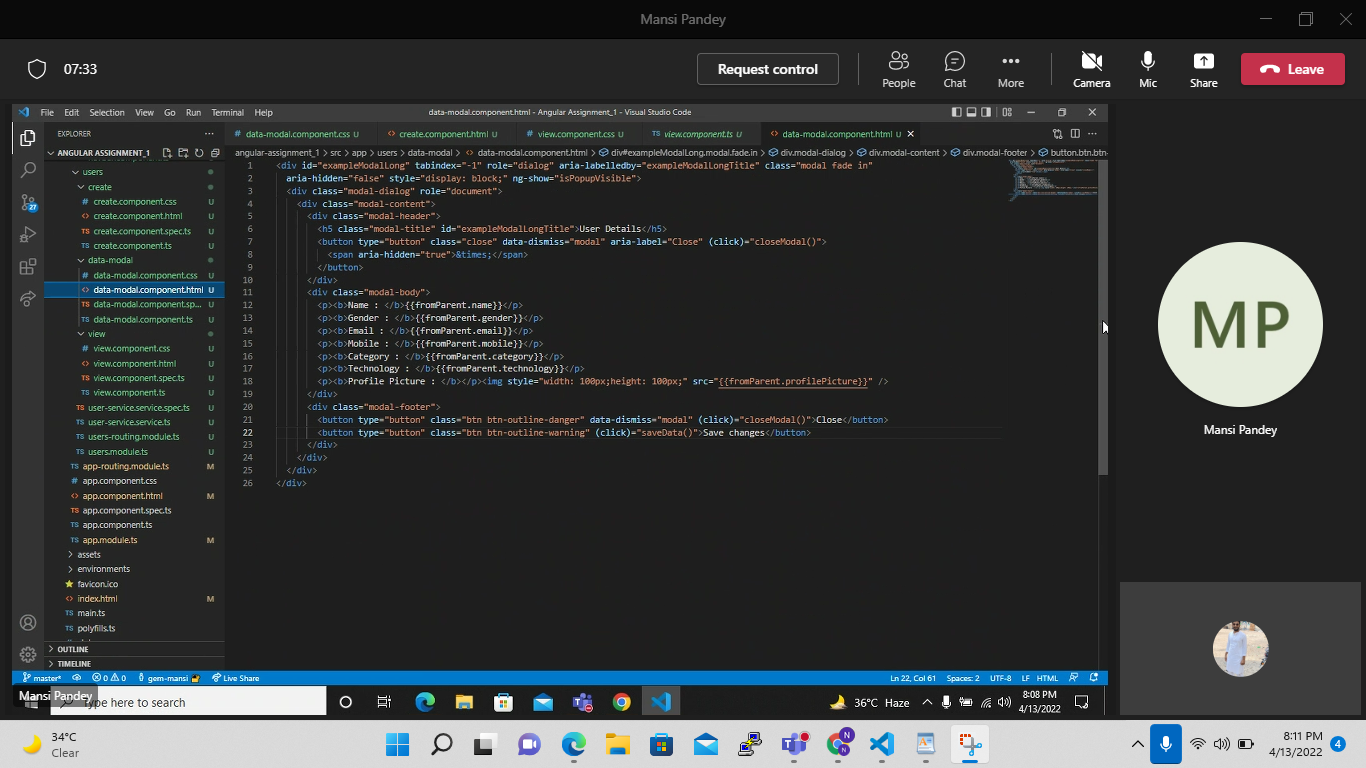 Mansi Pandey
07:33
Request control
People
Chat
More
Camera
Mic
Share
Leave
File Edit Selection View Go Run Terminal Help
data-modal.component.html - Angular Assignment_1 - Visual Studio Code
EXPLORER
# data-modal.component.css U
<> create.component.html U
# view.component.css U
TS view.component.ts U
<> data-modal.component.html U
ANGULAR ASSIGNMENT_1
angular-assignment_1 > src > app > users > data-modal > <> data-modal.component.html > div#exampleModalLong.modal.fade.in > div.modal-dialog > div.modal-content > div.modal-footer > button.btn.btn-
users
create
# create.component.css U
<> create.component.html U
TS create.component.spec.ts U
TS create.component.ts U
data-modal
# data-modal.component.css U
<> data-modal.component.html U
TS data-modal.component.sp... U
TS data-modal.component.ts U
view
# view.component.css U
<> view.component.html U
TS view.component.spec.ts U
TS view.component.ts U
TS user-service.service.spec.ts U
TS user-service.service.ts U
TS users-routing.module.ts U
TS users.module.ts U
TS app-routing.module.ts M
# app.component.css
<> app.component.html M
TS app.component.spec.ts
TS app.component.ts
TS app.module.ts M
assets
environments
favicon.ico
<> index.html M
TS main.ts
TS polyfills.ts
OUTLINE
TIMELINE
27
1 <div id="exampleModalLong" tabindex="-1" role="dialog" aria-labelledby="exampleModalLongTitle" class="modal fade in"
2 aria-hidden="false" style="display: block;" ng-show="isPopupVisible">
3 <div class="modal-dialog" role="document">
4 <div class="modal-content">
5 <div class="modal-header">
6 <h5 class="modal-title" id="exampleModalLongTitle">User Details</h5>
7 <button type="button" class="close" data-dismiss="modal" aria-label="Close" (click)="closeModal()">
8 <span aria-hidden="true">&times;</span>
9 </button>
10 </div>
11 <div class="modal-body">
12 <p><b>Name : </b>{{fromParent.name}}</p>
13 <p><b>Gender : </b>{{fromParent.gender}}</p>
14 <p><b>Email : </b>{{fromParent.email}}</p>
15 <p><b>Mobile : </b>{{fromParent.mobile}}</p>
16 <p><b>Category : </b>{{fromParent.category}}</p>
17 <p><b>Technology : </b>{{fromParent.technology}}</p>
18 <p><b>Profile Picture : </b></p><img style="width: 100px;height: 100px;" src="{{fromParent.profilePicture}}" />
19 </div>
20 <div class="modal-footer">
21 <button type="button" class="btn btn-outline-danger" data-dismiss="modal" (click)="closeModal()">Close</button>
22 <button type="button" class="btn btn-outline-warning" (click)="saveData()">Save changes</button>
23 </div>
24 </div>
25 </div>
26 </div>
MP
Mansi Pandey
master*
0 0
gem-mansi
Live Share
Ln 22, Col 61
Spaces: 2
UTF-8
LF
HTML
Mansi Pandey
Type here to search
36°C Haze
8:08 PM
4/13/2022
34°C
Clear
N
N
8:11 PM
4/13/2022
4